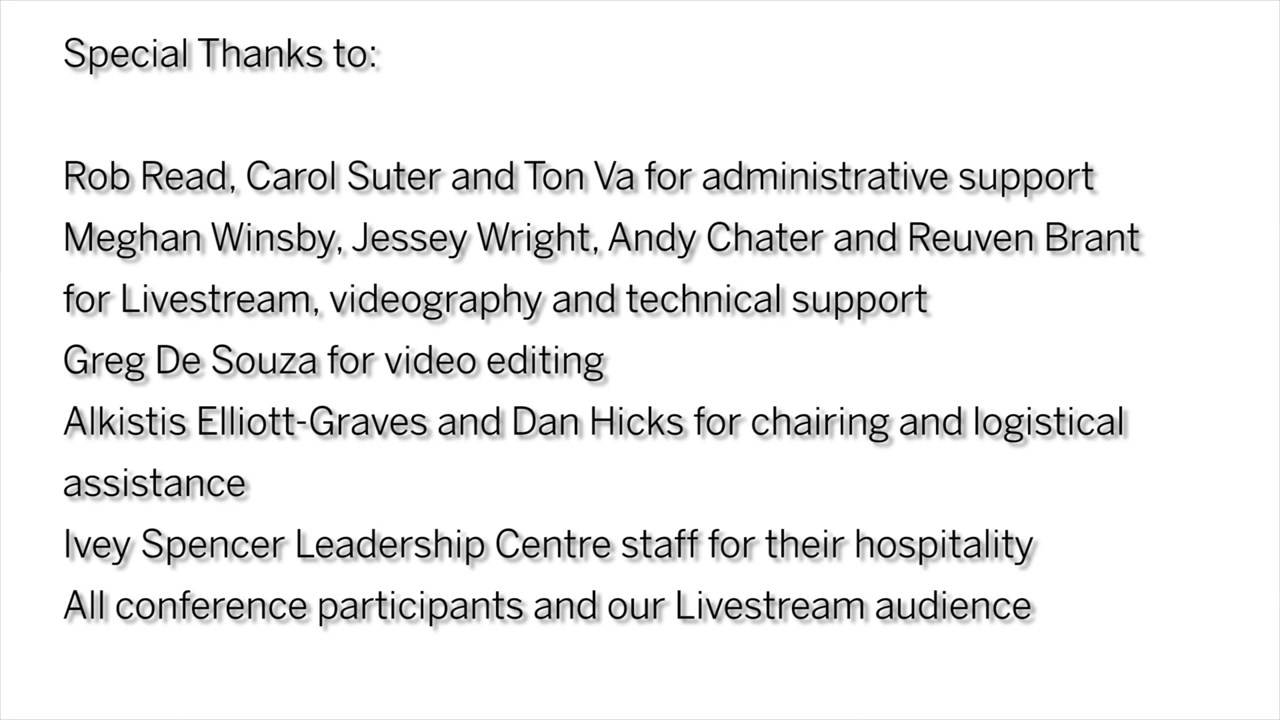 Special Thanks to:
Rob Read, Carol Suter and Ton Va for administrative support
Meghan Winsby, Jessey Wright, Andy Chater and Reuven Brant
for Livestream, videography and technical support
Greg De Souza for video editing
Alkistis Elliott-Graves and Dan Hicks for chairing and logistical
assistance
Ivey Spencer Leadership Centre staff for their hospitality
All conference participants and our Livestream audience